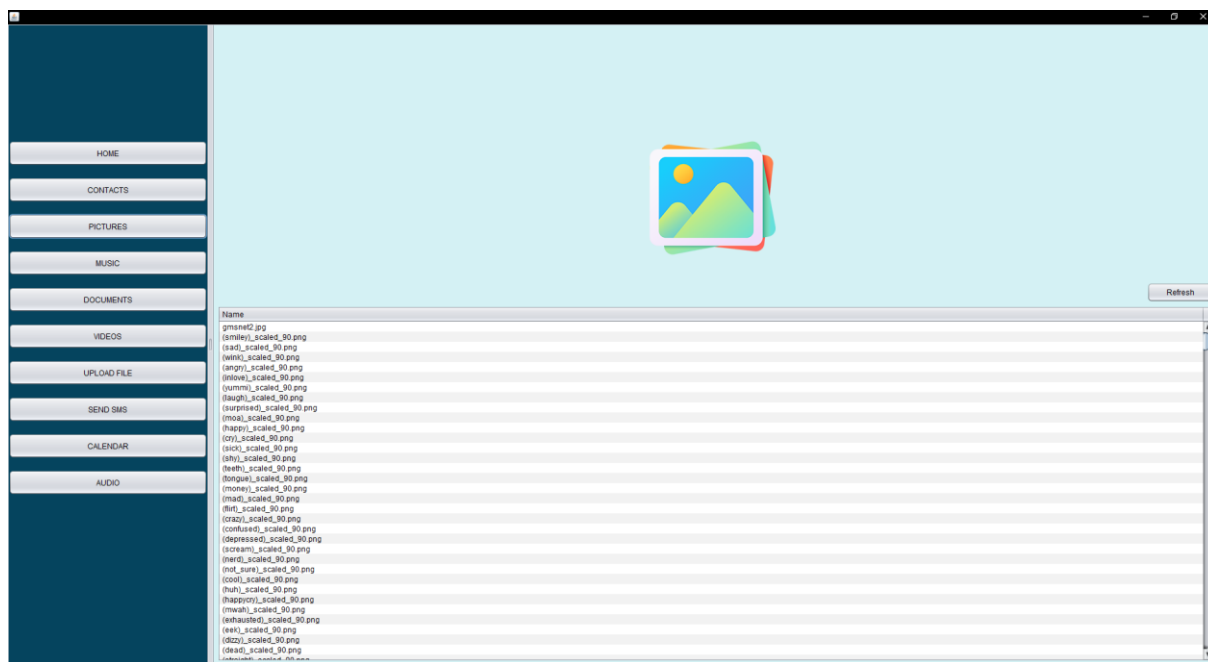 HOME
CONTACTS
PICTURES
MUSIC
DOCUMENTS
VIDEOS
UPLOAD FILE
SEND SMS
CALENDAR
AUDIO
Refresh
Name
gmsnet2.jpg
(smiley)_scaled_90.png
(sad)_scaled_90.png
(wink)_scaled_90.png
(angry)_scaled_90.png
(inlove)_scaled_90.png
(yummi)_scaled_90.png
(laugh)_scaled_90.png
(surprised)_scaled_90.png
(moa)_scaled_90.png
(happy)_scaled_90.png
(cry)_scaled_90.png
(sick)_scaled_90.png
(shy)_scaled_90.png
(teeth)_scaled_90.png
(tongue)_scaled_90.png
(money)_scaled_90.png
(mad)_scaled_90.png
(flirt)_scaled_90.png
(crazy)_scaled_90.png
(confused)_scaled_90.png
(depressed)_scaled_90.png
(scream)_scaled_90.png
(nerd)_scaled_90.png
(not_sure)_scaled_90.png
(cool)_scaled_90.png
(huh)_scaled_90.png
(happycry)_scaled_90.png
(mwah)_scaled_90.png
(exhausted)_scaled_90.png
(eek)_scaled_90.png
(dizzy)_scaled_90.png
(dead)_scaled_90.png